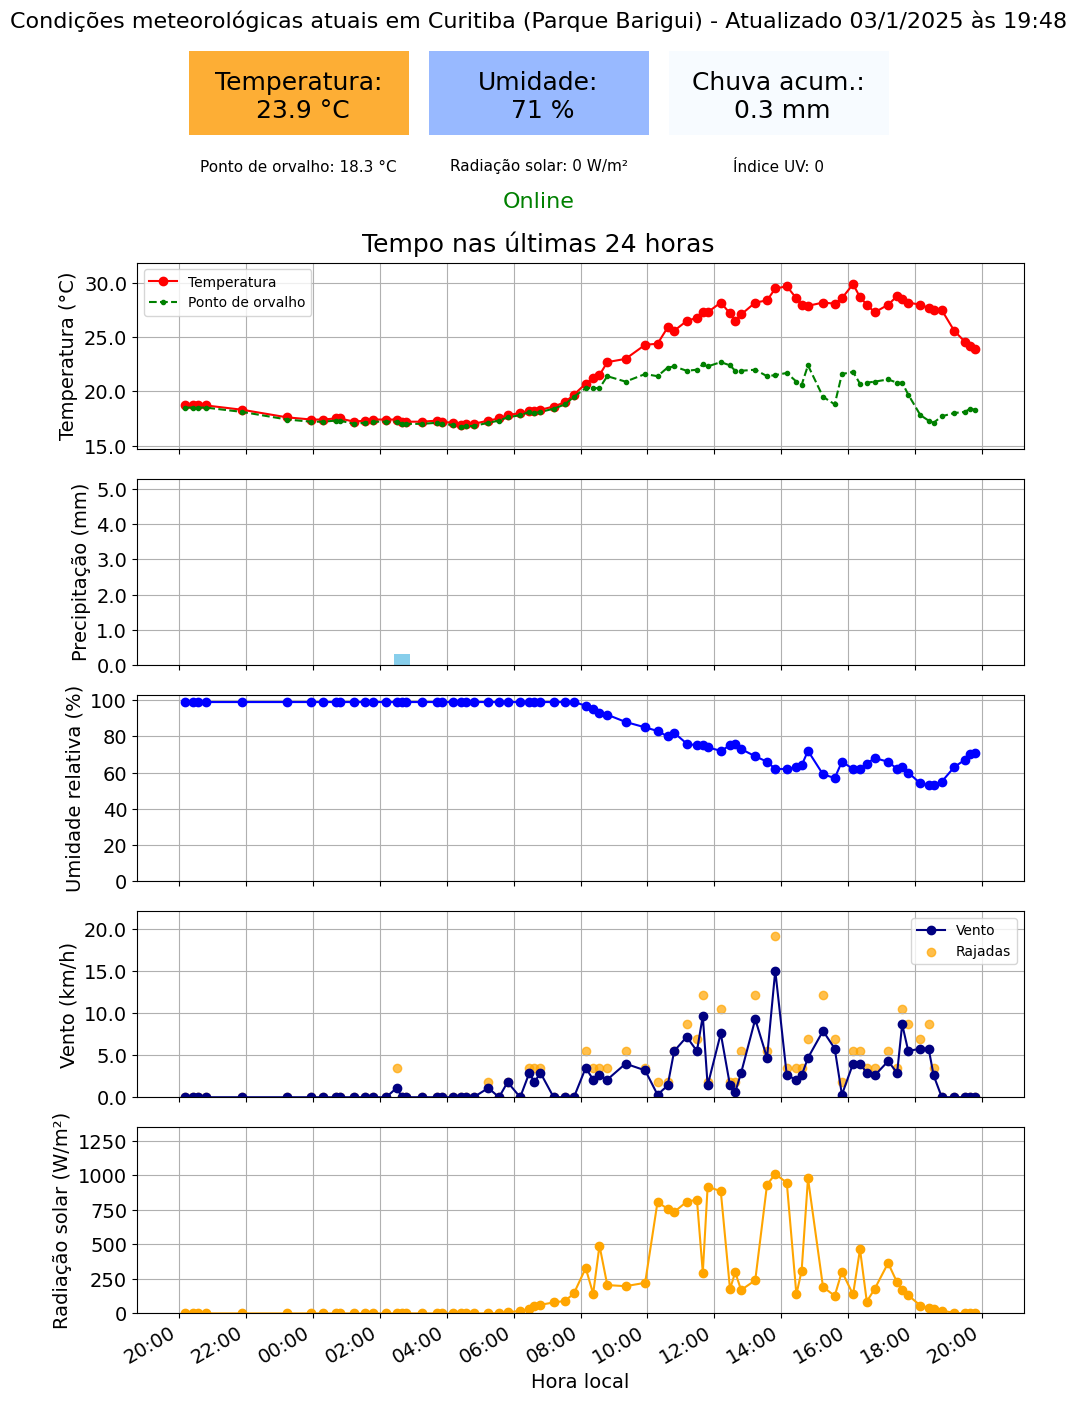 Condições meteorológicas atuais em Curitiba (Parque Barigui) - Atualizado 03/1/2025 às 19:48
Temperatura:
23.9 °C
Umidade:
71 %
Chuva acum.:
0.3 mm
Ponto de orvalho: 18.3 °C
Radiação solar: 0 W/m²
Índice UV: 0
Online
Tempo nas últimas 24 horas
Temperatura (°C)
30.0
25.0
20.0
15.0
Temperatura
Ponto de orvalho
Precipitação (mm)
5.0
4.0
3.0
2.0
1.0
0.0
Umidade relativa (%)
100
80
60
40
20
0
Vento (km/h)
20.0
15.0
10.0
5.0
0.0
Vento
Rajadas
Radiação solar (W/m²)
1250
1000
750
500
250
0
20:00
22:00
00:00
02:00
04:00
06:00
08:00
10:00
12:00
14:00
16:00
18:00
20:00
Hora local